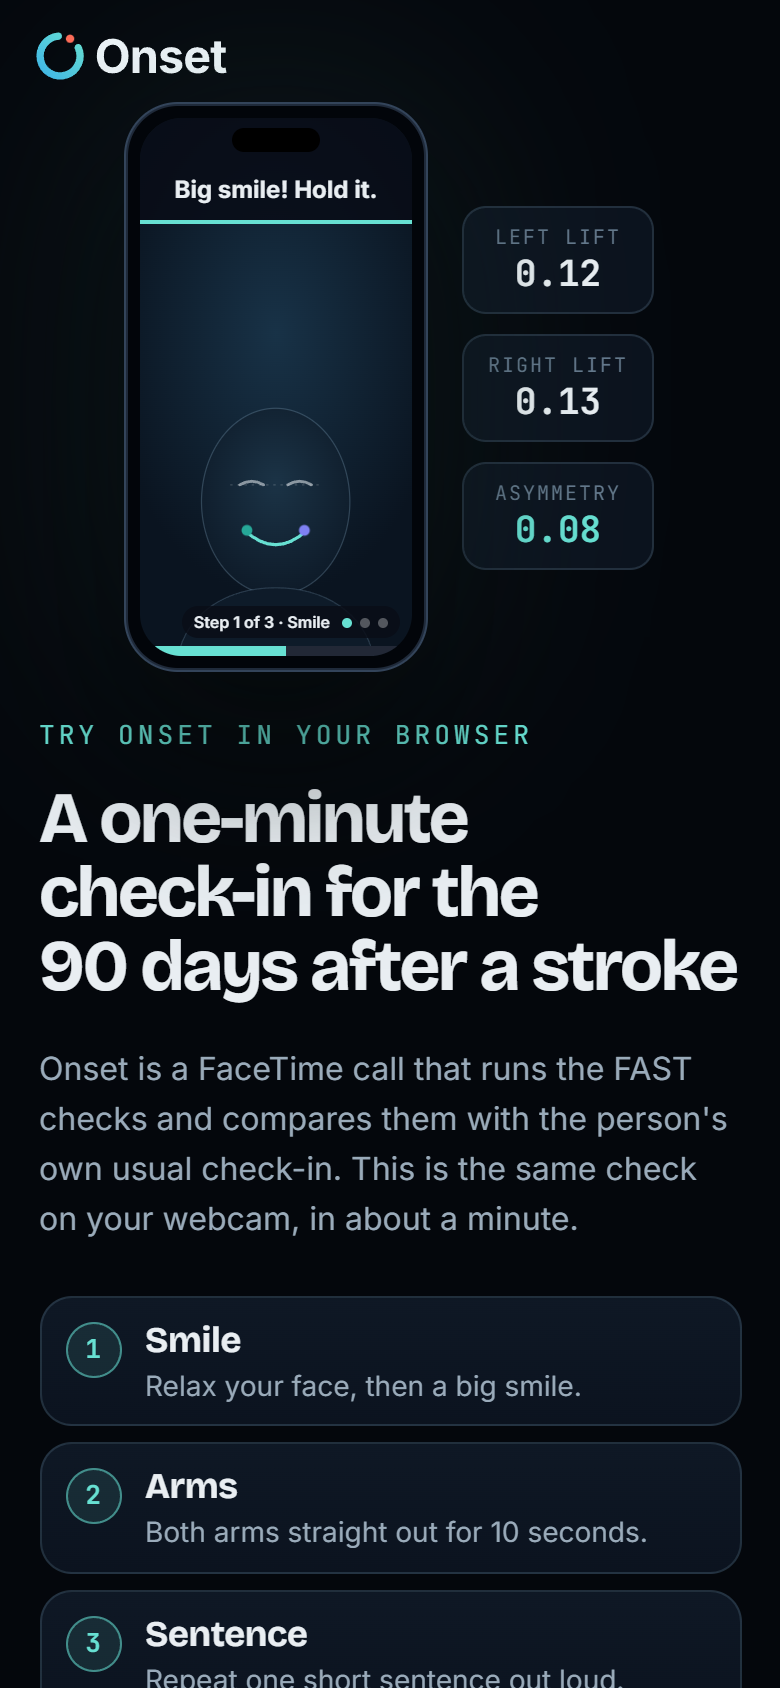 Onset
Big smile! Hold it.
LEFT LIFT
0.12
RIGHT LIFT
0.13
ASYMMETRY
0.08
Step 1 of 3 · Smile
TRY ONSET IN YOUR BROWSER
A one-minute
check-in for the
90 days after a stroke
Onset is a FaceTime call that runs the FAST
checks and compares them with the person's
own usual check-in. This is the same check
on your webcam, in about a minute.
1
Smile
Relax your face, then a big smile.
2
Arms
Both arms straight out for 10 seconds.
3
Sentence
Repeat one short sentence out loud.